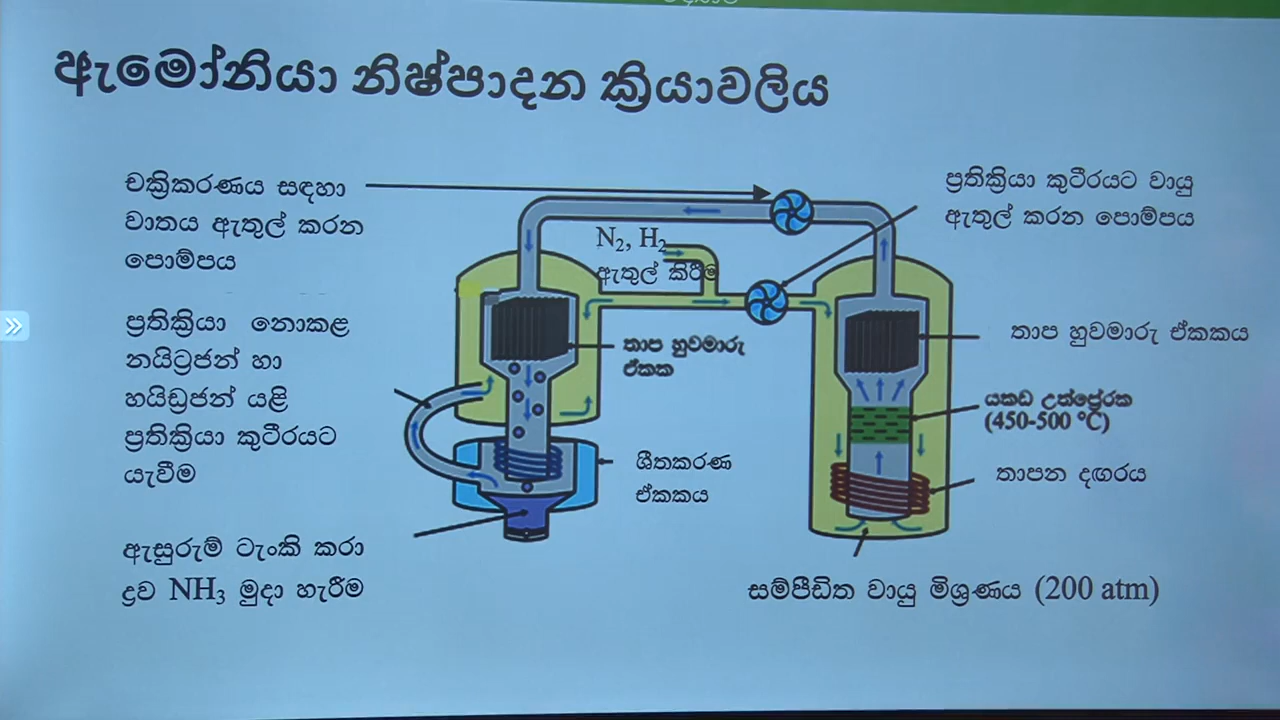 ඇමෝනියා නිෂ්පාදන ක්‍රියාවලිය
චක්‍රිකරණය සඳහා
වාතය ඇතුල් කරන
පොම්පය
ප්‍රතික්‍රියා කුටීරයට වායු
ඇතුල් කරන පොම්පය
N₂, H₂
ඇතුල් කිරීම
ප්‍රතික්‍රියා නොකළ
නයිට්‍රජන් හා
හයිඩ්‍රජන් යළි
ප්‍රතික්‍රියා කුටීරයට
යැවීම
තාප හුවමාරු
ඒකක
තාප හුවමාරු ඒකකය
යකඩ උත්ප්‍රේරක
(450-500 °C)
ශීතකරණ
ඒකකය
තාපන දඟරය
ඇසුරුම් ටැංකි කරා
ද්‍රව NH₃ මුදා හැරීම
සම්පීඩිත වායු මිශ්‍රණය (200 atm)